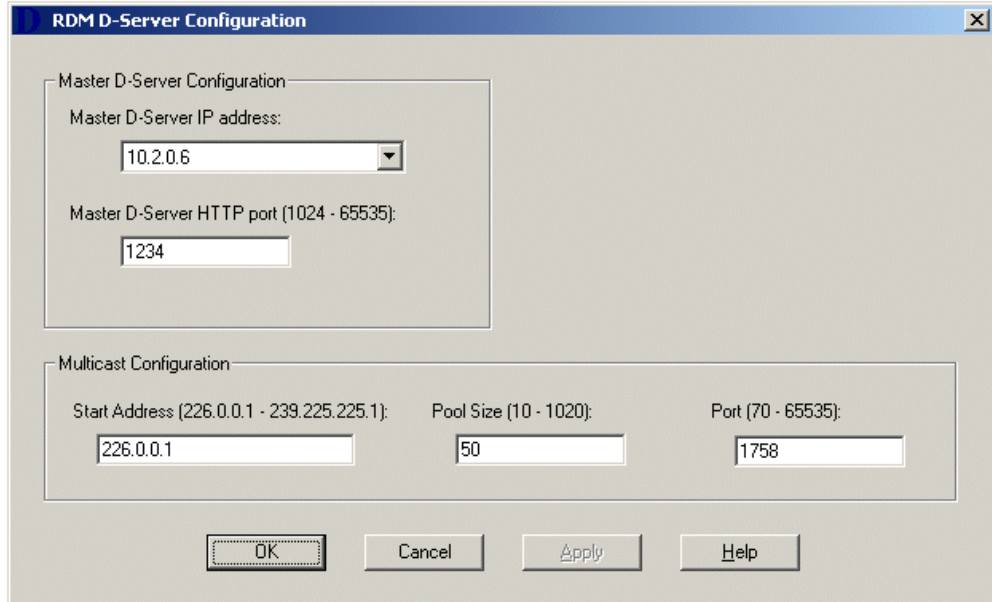 D RDM D-Server Configuration
Master D-Server Configuration
Master D-Server IP address:
10.2.0.6
Master D-Server HTTP port (1024 - 65535):
1234
Multicast Configuration
Start Address (226.0.0.1 - 239.225.225.1): Pool Size (10 - 1020): Port (70 - 65535):
226.0.0.1 50 1758
OK Cancel Apply Help